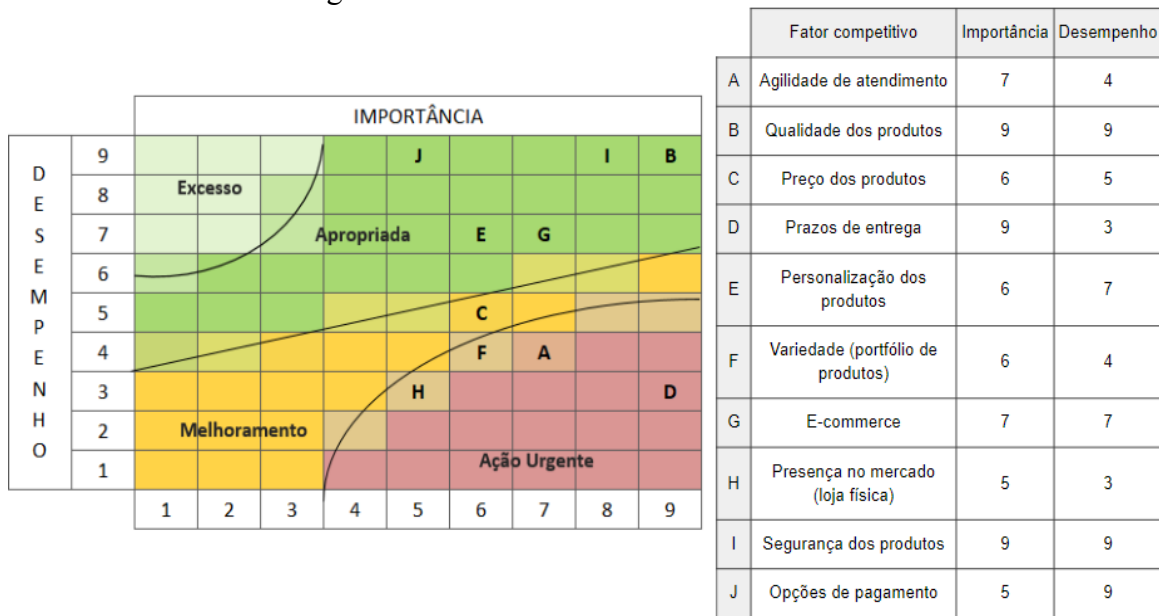 IMPORTÂNCIA
DESEMPENHO
9 J I B
8 Excesso
7 Apropriada E G
6
5 C
4 F A
3 H D
2 Melhoramento
1 Ação Urgente
1 2 3 4 5 6 7 8 9
Fator competitivo Importância Desempenho
A Agilidade de atendimento 7 4
B Qualidade dos produtos 9 9
C Preço dos produtos 6 5
D Prazos de entrega 9 3
E Personalização dos
produtos 6 7
F Variedade (portfólio de
produtos) 6 4
G E-commerce 7 7
H Presença no mercado
(loja física) 5 3
I Segurança dos produtos 9 9
J Opções de pagamento 5 9